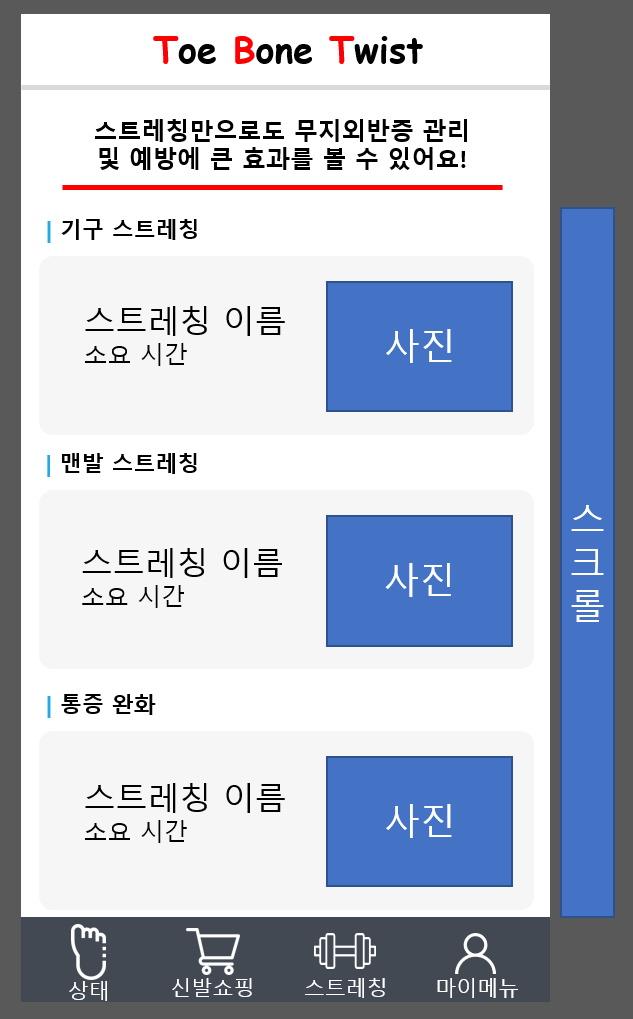 Toe Bone Twist
스트레칭만으로도 무지외반증 관리
및 예방에 큰 효과를 볼 수 있어요!
| 기구 스트레칭
스트레칭 이름
소요 시간
사진
| 맨발 스트레칭
스트레칭 이름
소요 시간
사진
| 통증 완화
스트레칭 이름
소요 시간
사진
스크롤
상태
신발쇼핑
스트레칭
마이메뉴